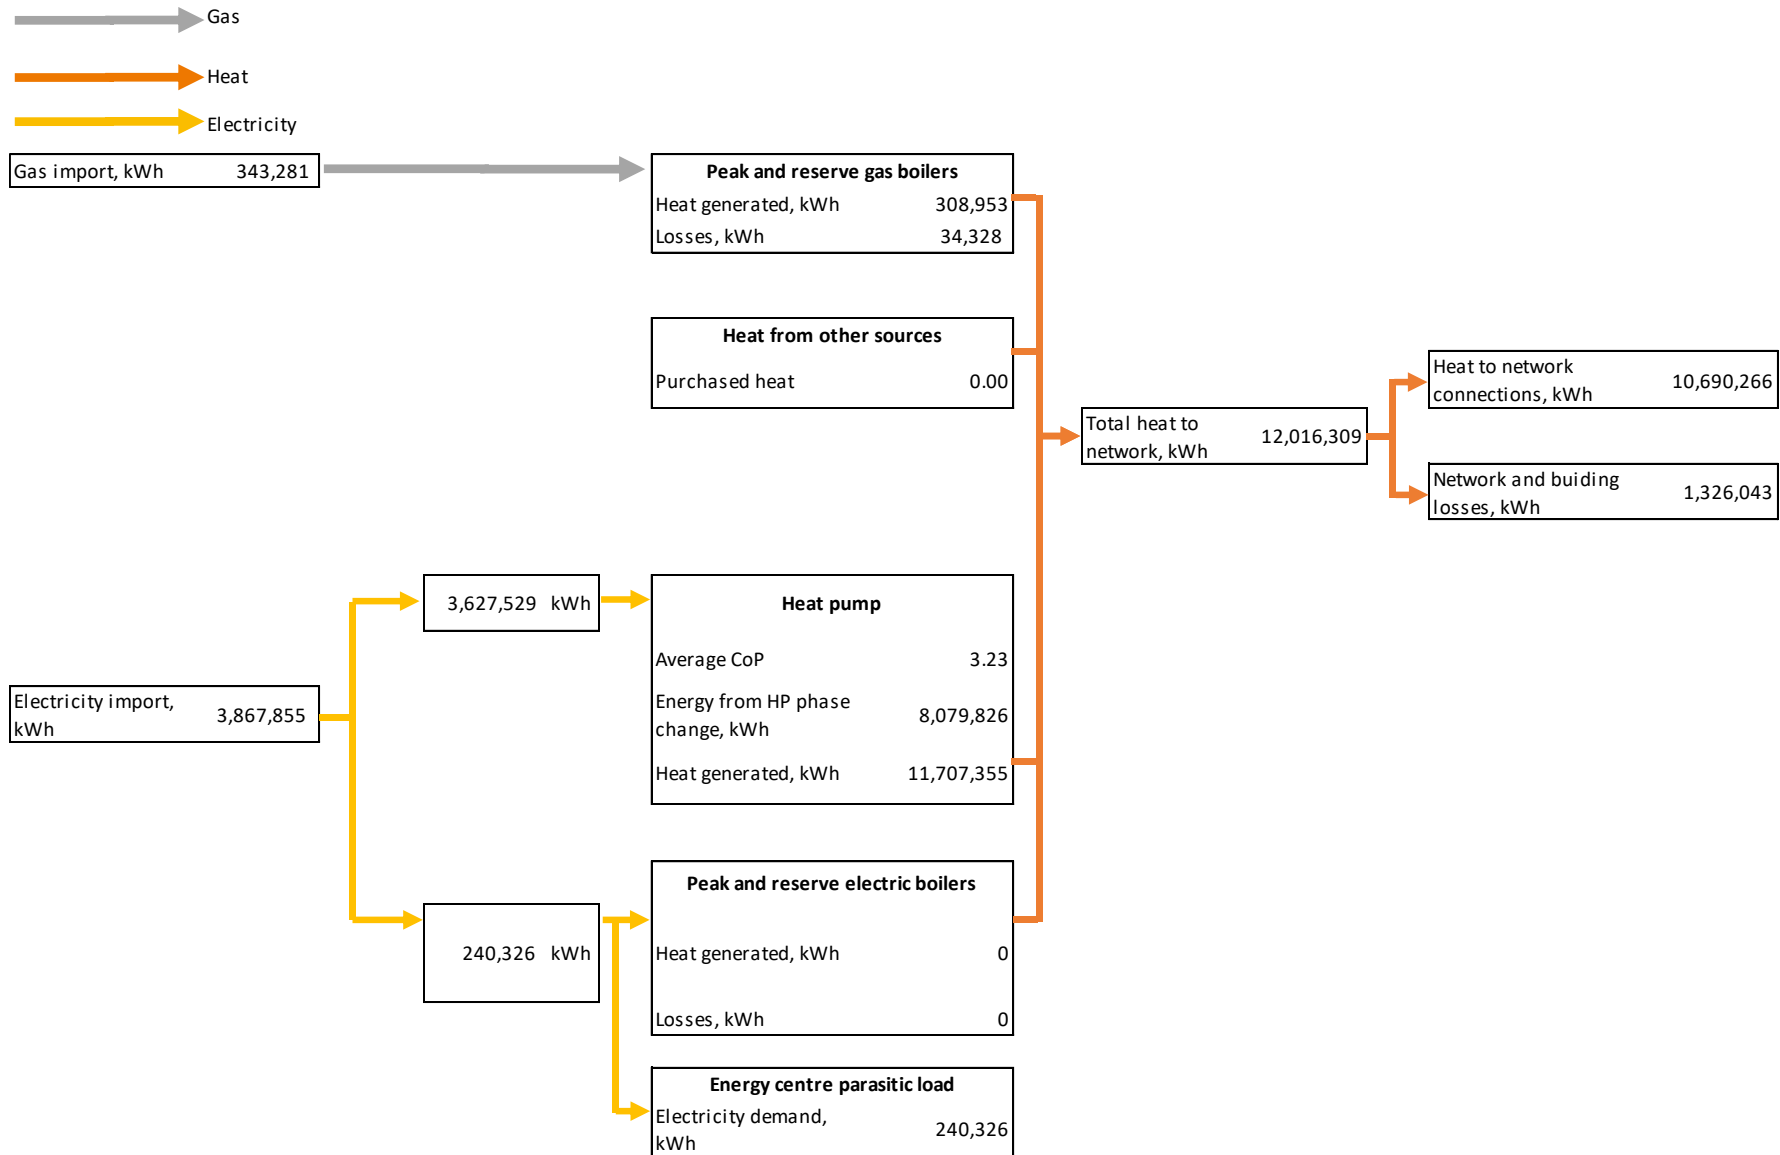 Gas
Heat
Electricity
Gas import, kWh 343,281
Peak and reserve gas boilers
Heat generated, kWh 308,953
Losses, kWh 34,328
Heat from other sources
Purchased heat 0.00
Total heat to
network, kWh 12,016,309
Heat to network
connections, kWh 10,690,266
Network and buiding
losses, kWh 1,326,043
Electricity import,
kWh 3,867,855
3,627,529 kWh
Heat pump
Average CoP 3.23
Energy from HP phase
change, kWh 8,079,826
Heat generated, kWh 11,707,355
240,326 kWh
Peak and reserve electric boilers
Heat generated, kWh 0
Losses, kWh 0
Energy centre parasitic load
Electricity demand,
kWh 240,326